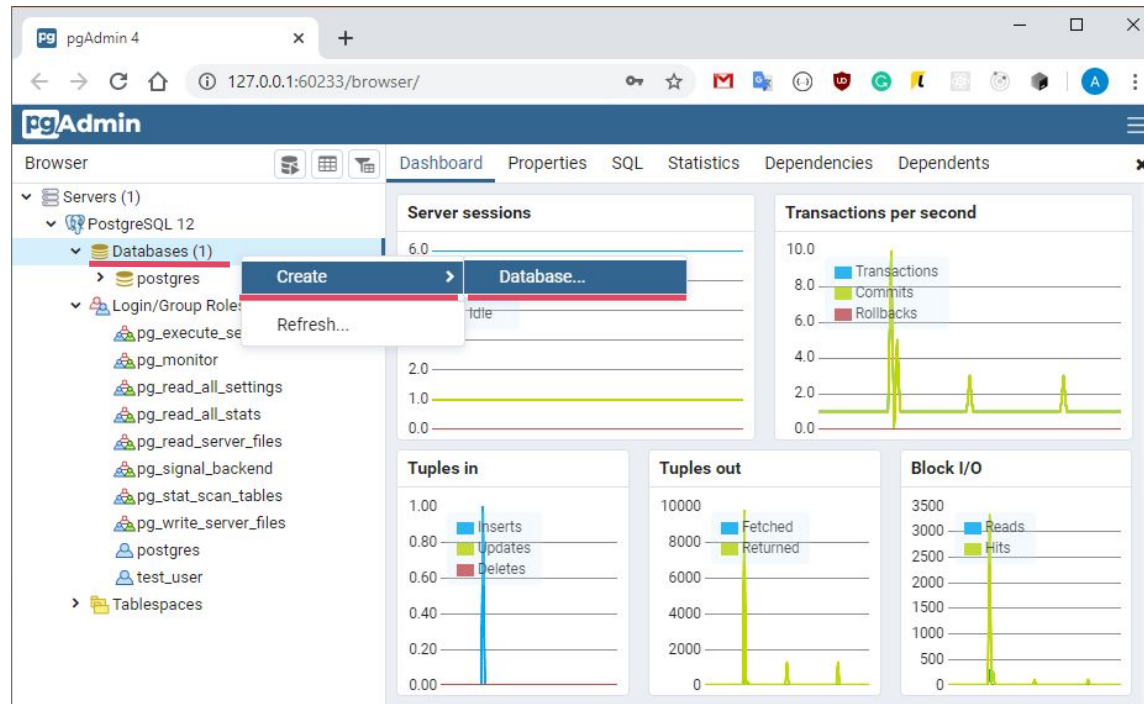 pgAdmin 4
127.0.0.1:60233/browser/
A
pgAdmin
Browser
Dashboard Properties SQL Statistics Dependencies Dependents
Servers (1)
PostgreSQL 12
Databases (1)
postgres
Login/Group Roles
pg_execute_se
pg_monitor
pg_read_all_settings
pg_read_all_stats
pg_read_server_files
pg_signal_backend
pg_stat_scan_tables
pg_write_server_files
postgres
test_user
Tablespaces
Create
Database...
Refresh...
Server sessions
6.0
Idle
2.0
1.0
0.0
Transactions per second
10.0
8.0
6.0
4.0
2.0
0.0
Transactions
Commits
Rollbacks
Tuples in
1.00
0.80
0.60
0.40
0.20
0.00
Inserts
Updates
Deletes
Tuples out
10000
8000
6000
4000
2000
0
Fetched
Returned
Block I/O
3500
3000
2500
2000
1500
1000
500
0
Reads
Hits